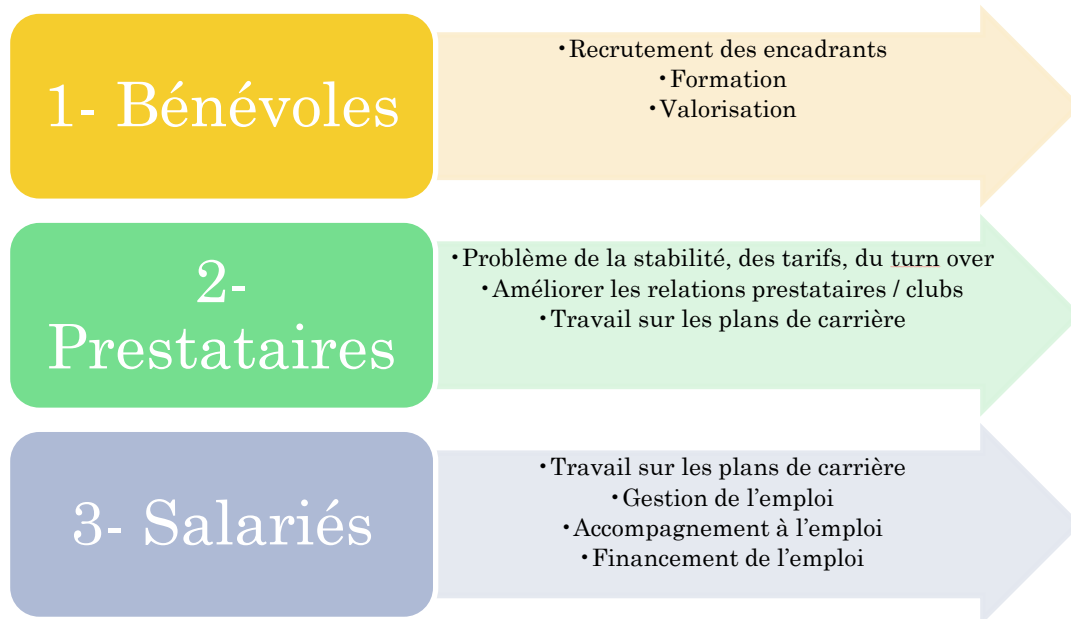 1- Bénévoles
•Recrutement des encadrants
•Formation
•Valorisation
2-
Prestataires
•Problème de la stabilité, des tarifs, du turn over
•Améliorer les relations prestataires / clubs
•Travail sur les plans de carrière
3- Salariés
•Travail sur les plans de carrière
•Gestion de l’emploi
•Accompagnement à l’emploi
•Financement de l’emploi